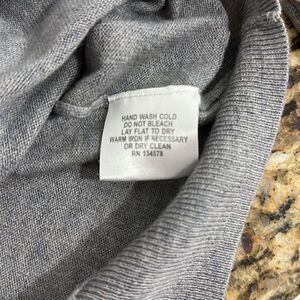 HAND WASH COLD
DO NOT BLEACH
LAY FLAT TO DRY
WARM IRON IF NECESSARY
OR DRY CLEAN
RN 134578